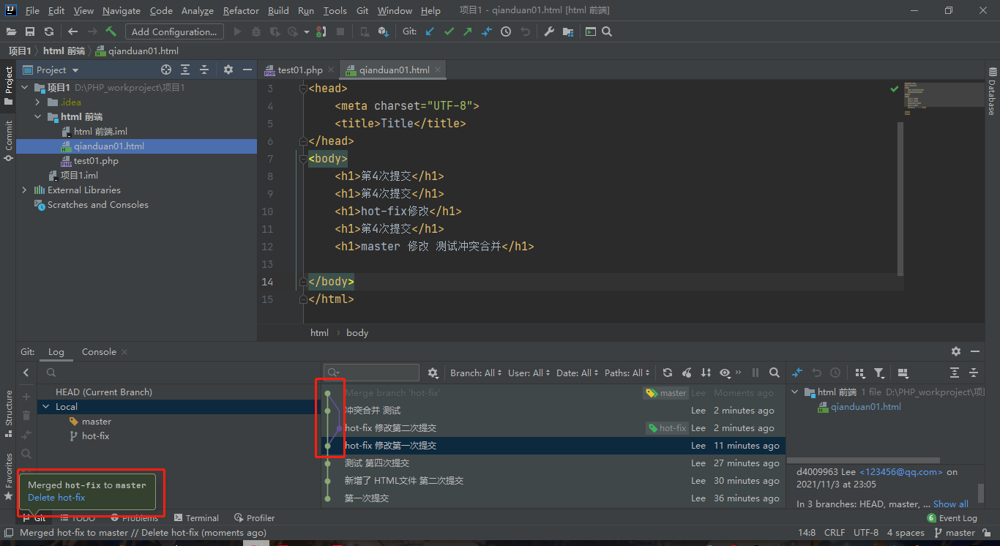 File Edit View Navigate Code Analyze Refactor Build Run Tools Git Window Help 项目1 - qianduan01.html [html 前端]
Add Configuration... Git:
项目1 html 前端 qianduan01.html
Project
Project
test01.php
qianduan01.html
项目1 D:\PHP_workproject\项目1
.idea
html 前端
html 前端.iml
qianduan01.html
test01.php
项目1.iml
External Libraries
Scratches and Consoles
Commit
Database
3 <head>
4 <meta charset="UTF-8">
5 <title>Title</title>
6 </head>
7 <body>
8 <h1>第4次提交</h1>
9 <h1>第4次提交</h1>
10 <h1>hot-fix修改</h1>
11 <h1>第4次提交</h1>
12 <h1>master 修改 测试冲突合并</h1>
13
14 </body>
15 </html>
html body
Git: Log Console
Structure
Favorites
HEAD (Current Branch)
Local
master
hot-fix
Branch: All User: All Date: All Paths: All
Merge branch 'hot-fix' master Lee Moments ago
冲突合并 测试 Lee 2 minutes ago
hot-fix 修改第二次提交 hot-fix Lee 2 minutes ago
hot-fix 修改第一次提交 Lee 11 minutes ago
测试 第四次提交 Lee 27 minutes ago
新增了 HTML文件 第二次提交 Lee 30 minutes ago
第一次提交 Lee 36 minutes ago
html 前端 1 file D:\PHP_workproject\项目
qianduan01.html
d4009963 Lee <123456@qq.com> on
2021/11/3 at 23:05
In 3 branches: HEAD, master, ... Show all
Merged hot-fix to master
Delete hot-fix
Git TODO Problems Terminal Profiler 6 Event Log
Merged hot-fix to master // Delete hot-fix (moments ago) 14:8 CRLF UTF-8 4 spaces master